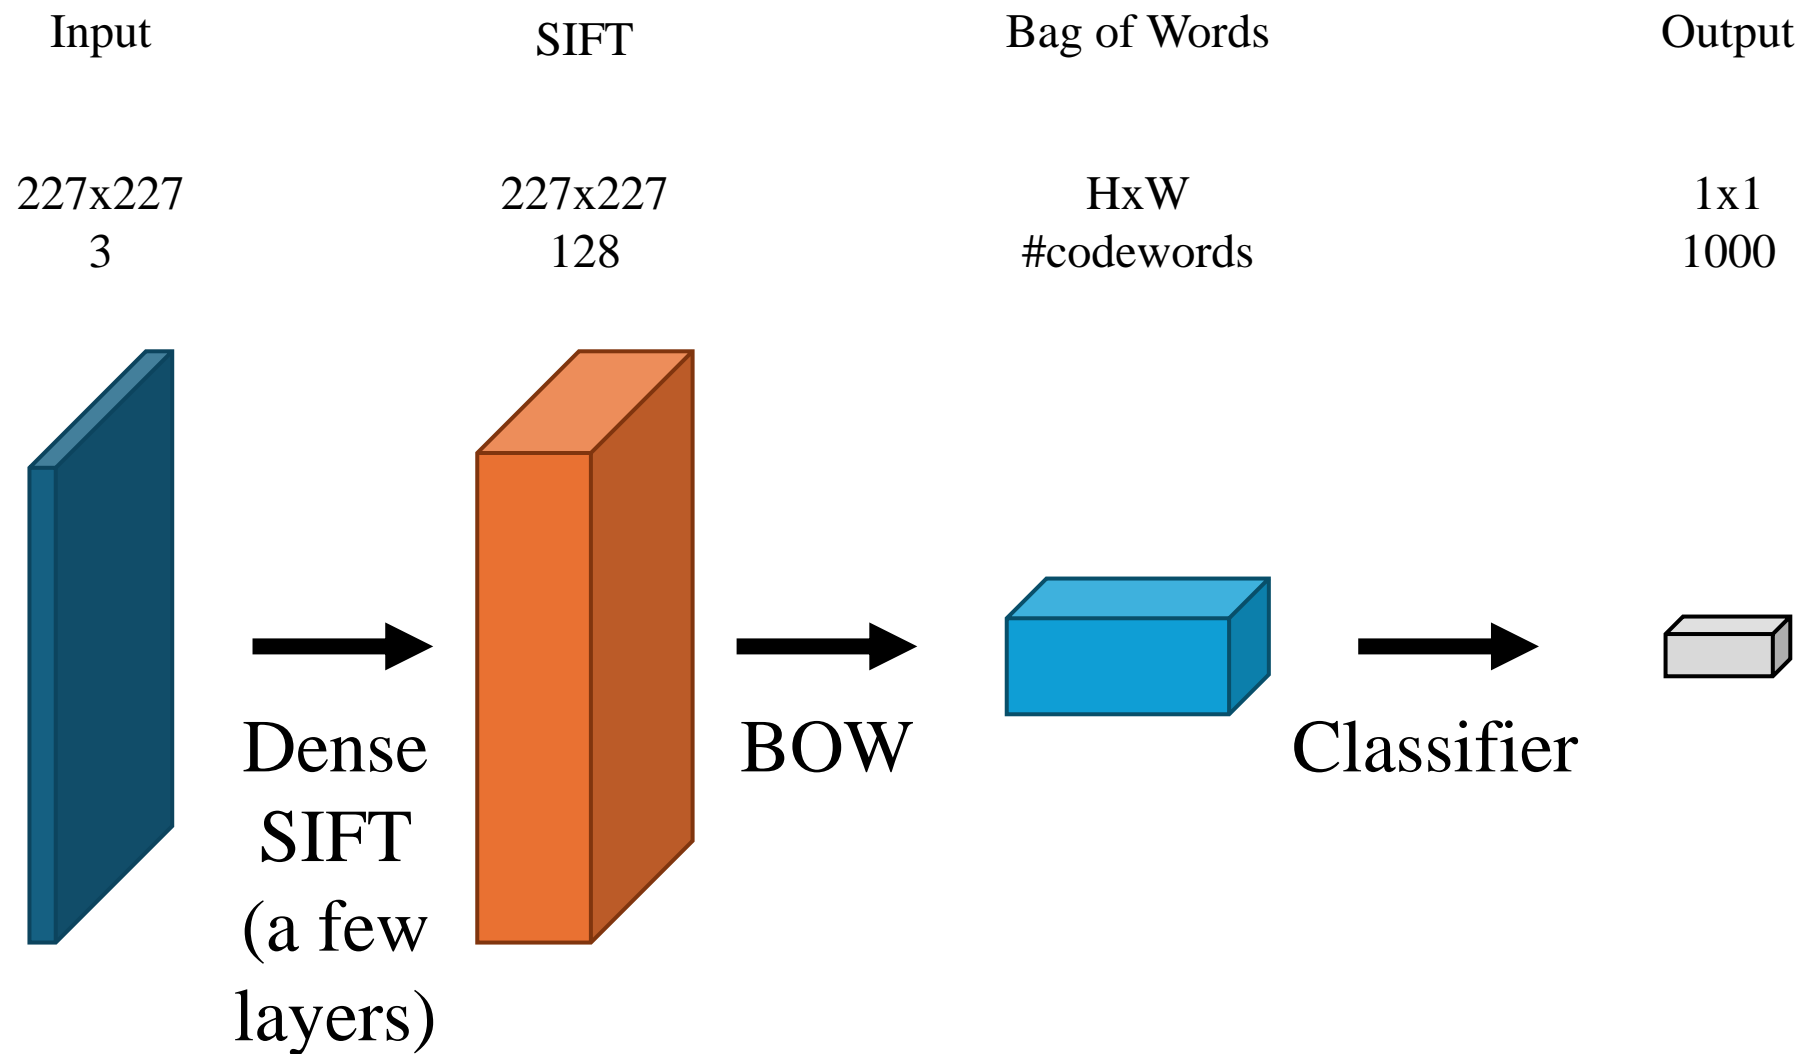 Input
SIFT
Bag of Words
Output
227x227
3
227x227
128
HxW
#codewords
1x1
1000
Dense
SIFT
(a few
layers)
BOW
Classifier